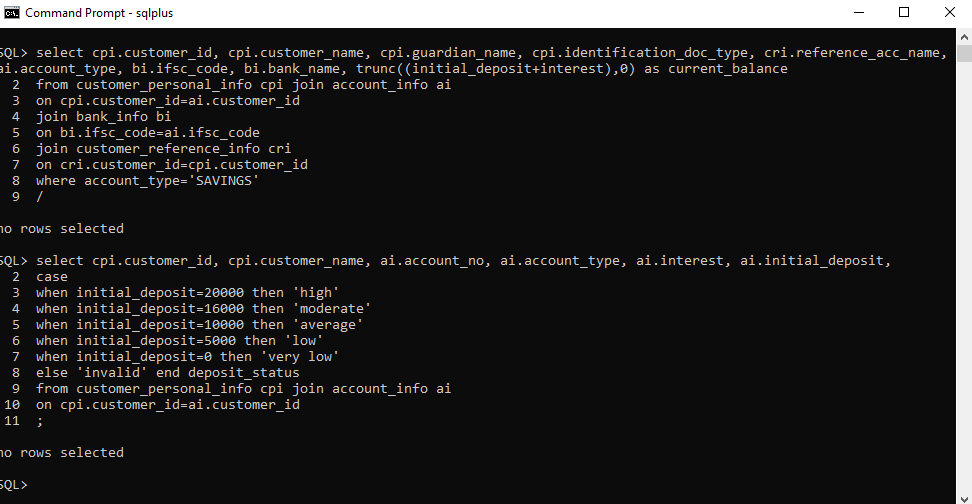 Command Prompt - sqlplus
SQL> select cpi.customer_id, cpi.customer_name, cpi.guardian_name, cpi.identification_doc_type, cri.reference_acc_name,
ai.account_type, bi.ifsc_code, bi.bank_name, trunc((initial_deposit+interest),0) as current_balance
2 from customer_personal_info cpi join account_info ai
3 on cpi.customer_id=ai.customer_id
4 join bank_info bi
5 on bi.ifsc_code=ai.ifsc_code
6 join customer_reference_info cri
7 on cri.customer_id=cpi.customer_id
8 where account_type='SAVINGS'
9 /
no rows selected
SQL> select cpi.customer_id, cpi.customer_name, ai.account_no, ai.account_type, ai.interest, ai.initial_deposit,
2 case
3 when initial_deposit=20000 then 'high'
4 when initial_deposit=16000 then 'moderate'
5 when initial_deposit=10000 then 'average'
6 when initial_deposit=5000 then 'low'
7 when initial_deposit=0 then 'very low'
8 else 'invalid' end deposit_status
9 from customer_personal_info cpi join account_info ai
10 on cpi.customer_id=ai.customer_id
11 ;
no rows selected
SQL>